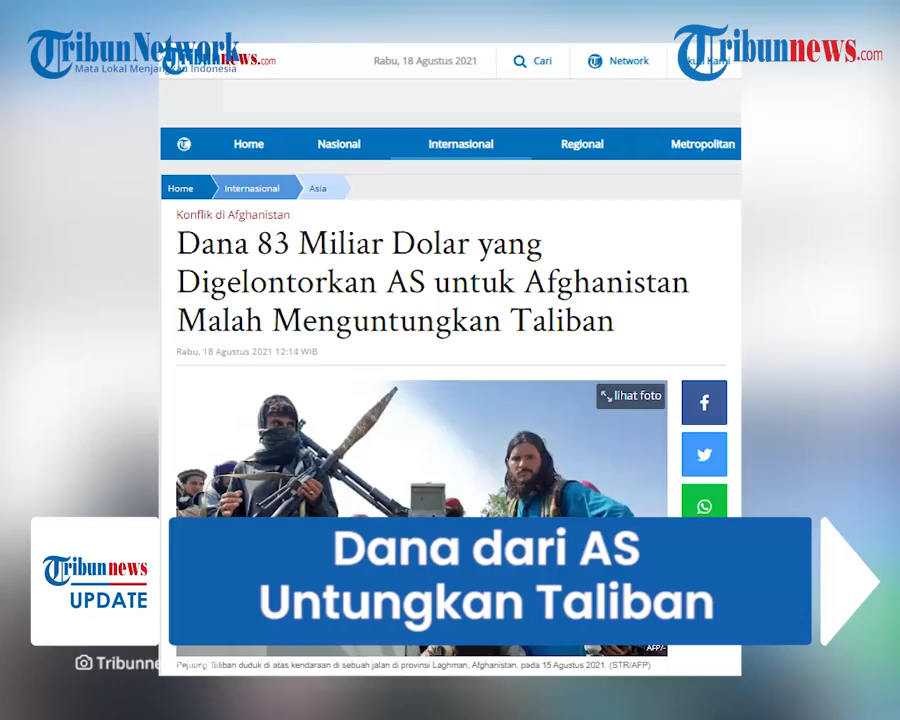 TribunNetwork
Mata Lokal Menjangkau Indonesia
Tribunnews.com
Rabu, 18 Agustus 2021
Cari
Network
Tribunnews.com
Home
Nasional
Internasional
Regional
Metropolitan
Home
Internasional
Asia
Konflik di Afghanistan
Dana 83 Miliar Dolar yang
Digelontorkan AS untuk Afghanistan
Malah Menguntungkan Taliban
Rabu, 18 Agustus 2021 12:14 WIB
lihat foto
Tribunnews
UPDATE
Dana dari AS
Untungkan Taliban
AFP/-
Pejuang Taliban duduk di atas kendaraan di sebuah jalan di provinsi Laghman, Afghanistan. pada 15 Agustus 2021. (STR/AFP)